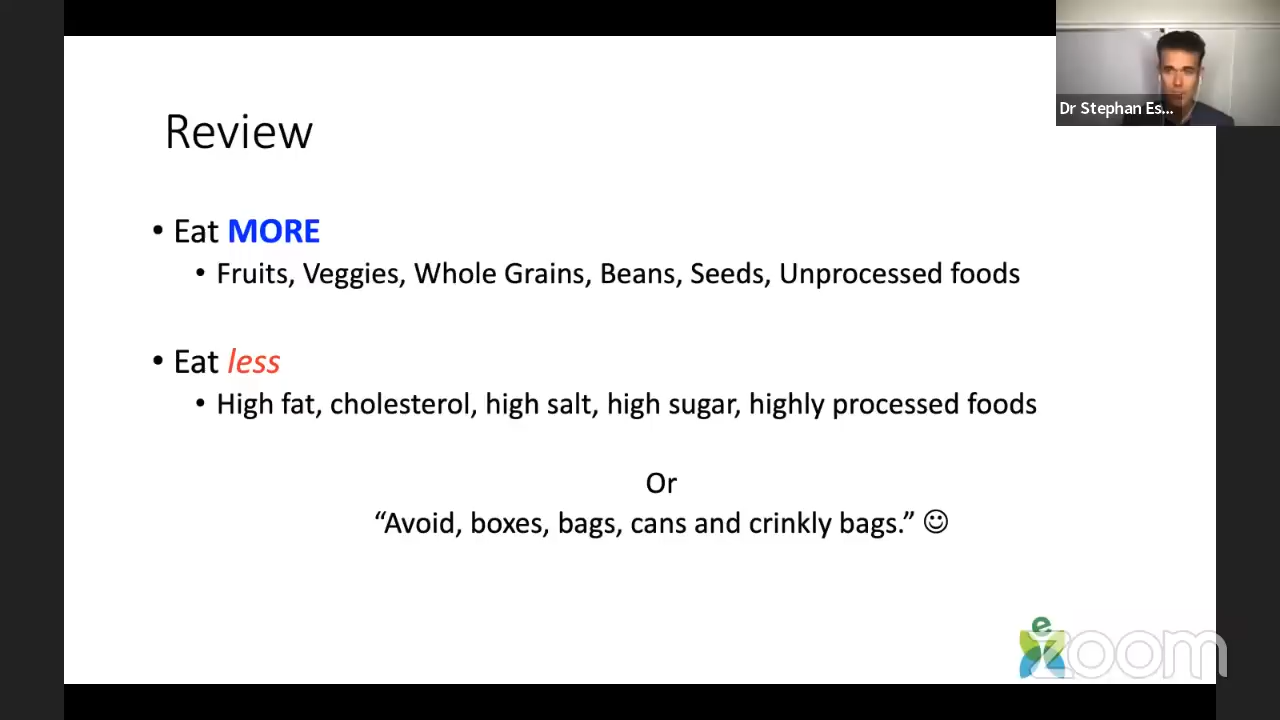 Dr Stephan Es...
Review
• Eat MORE
• Fruits, Veggies, Whole Grains, Beans, Seeds, Unprocessed foods
• Eat less
• High fat, cholesterol, high salt, high sugar, highly processed foods
Or
“Avoid, boxes, bags, cans and crinkly bags.” ☺
e
zoom